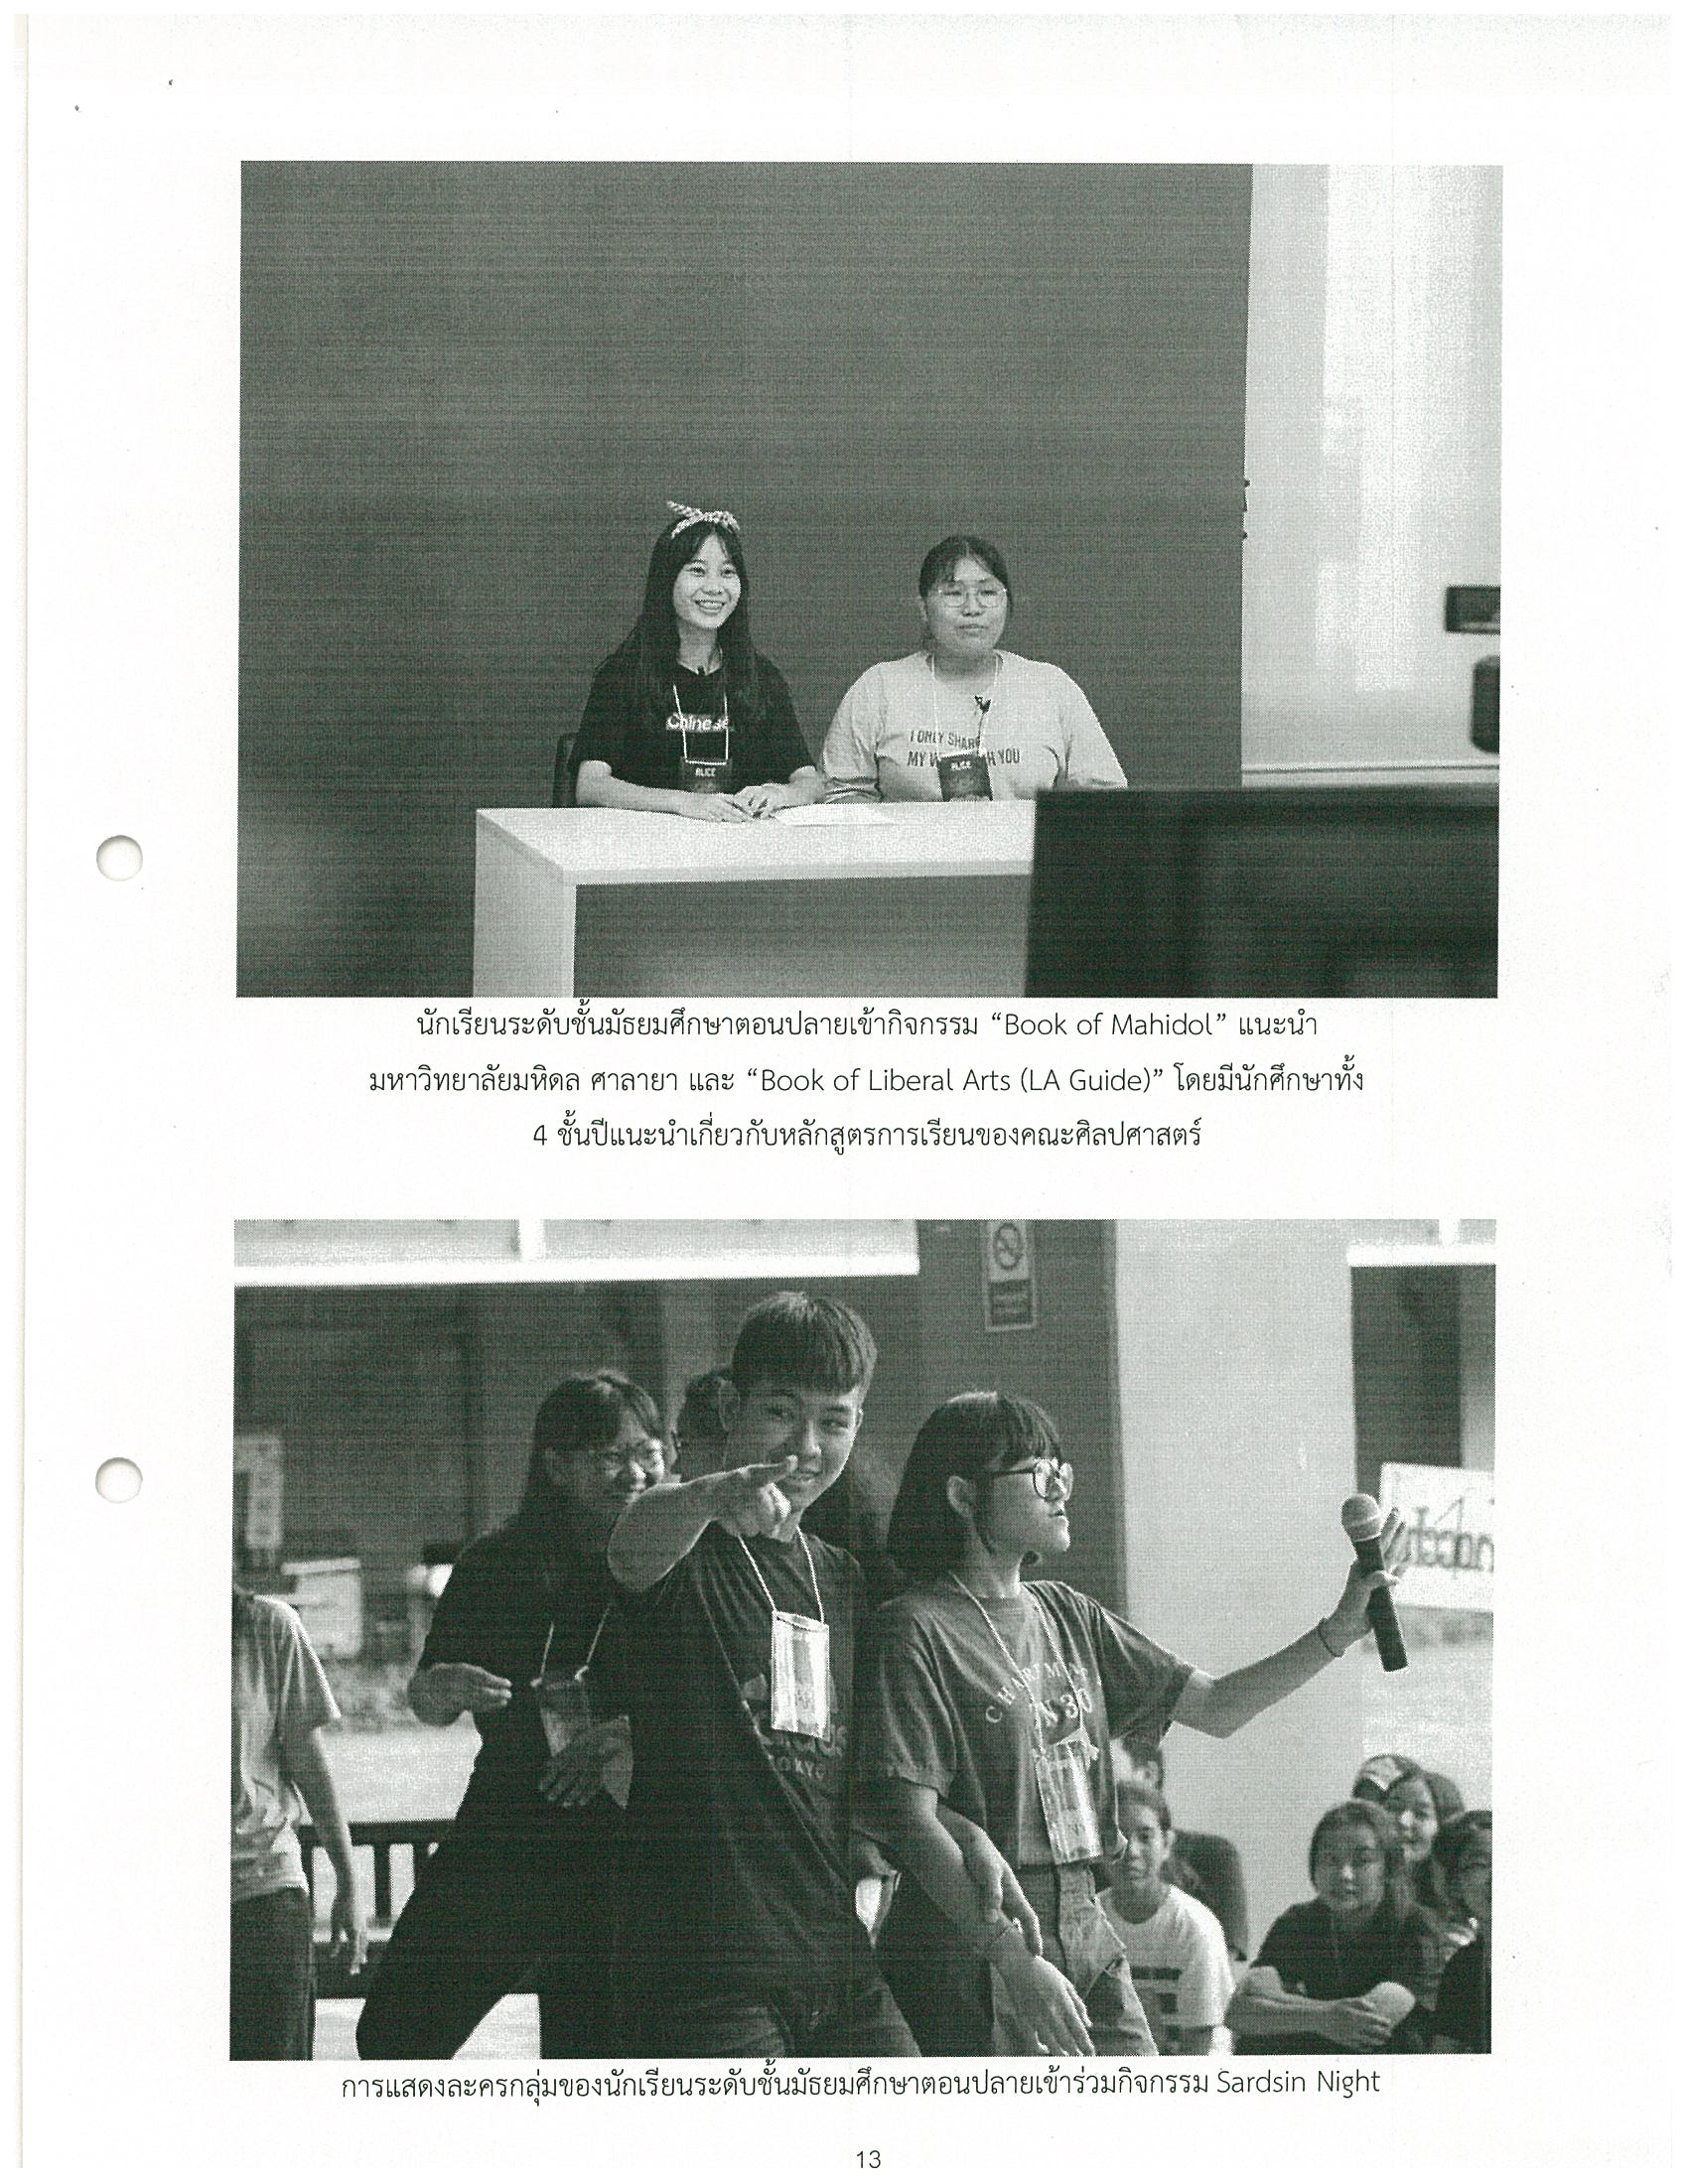 Chinese
ALICE
I ONLY SHARE
MY W H YOU
ALICE
นักเรียนระดับชั้นมัธยมศึกษาตอนปลายเข้ากิจกรรม “Book of Mahidol” แนะนำ
มหาวิทยาลัยมหิดล ศาลายา และ “Book of Liberal Arts (LA Guide)” โดยมีนักศึกษาทั้ง
4 ชั้นปีแนะนำเกี่ยวกับหลักสูตรการเรียนของคณะศิลปศาสตร์
TOKYO
การแสดงละครกลุ่มของนักเรียนระดับชั้นมัธยมศึกษาตอนปลายเข้าร่วมกิจกรรม Sardsin Night
13